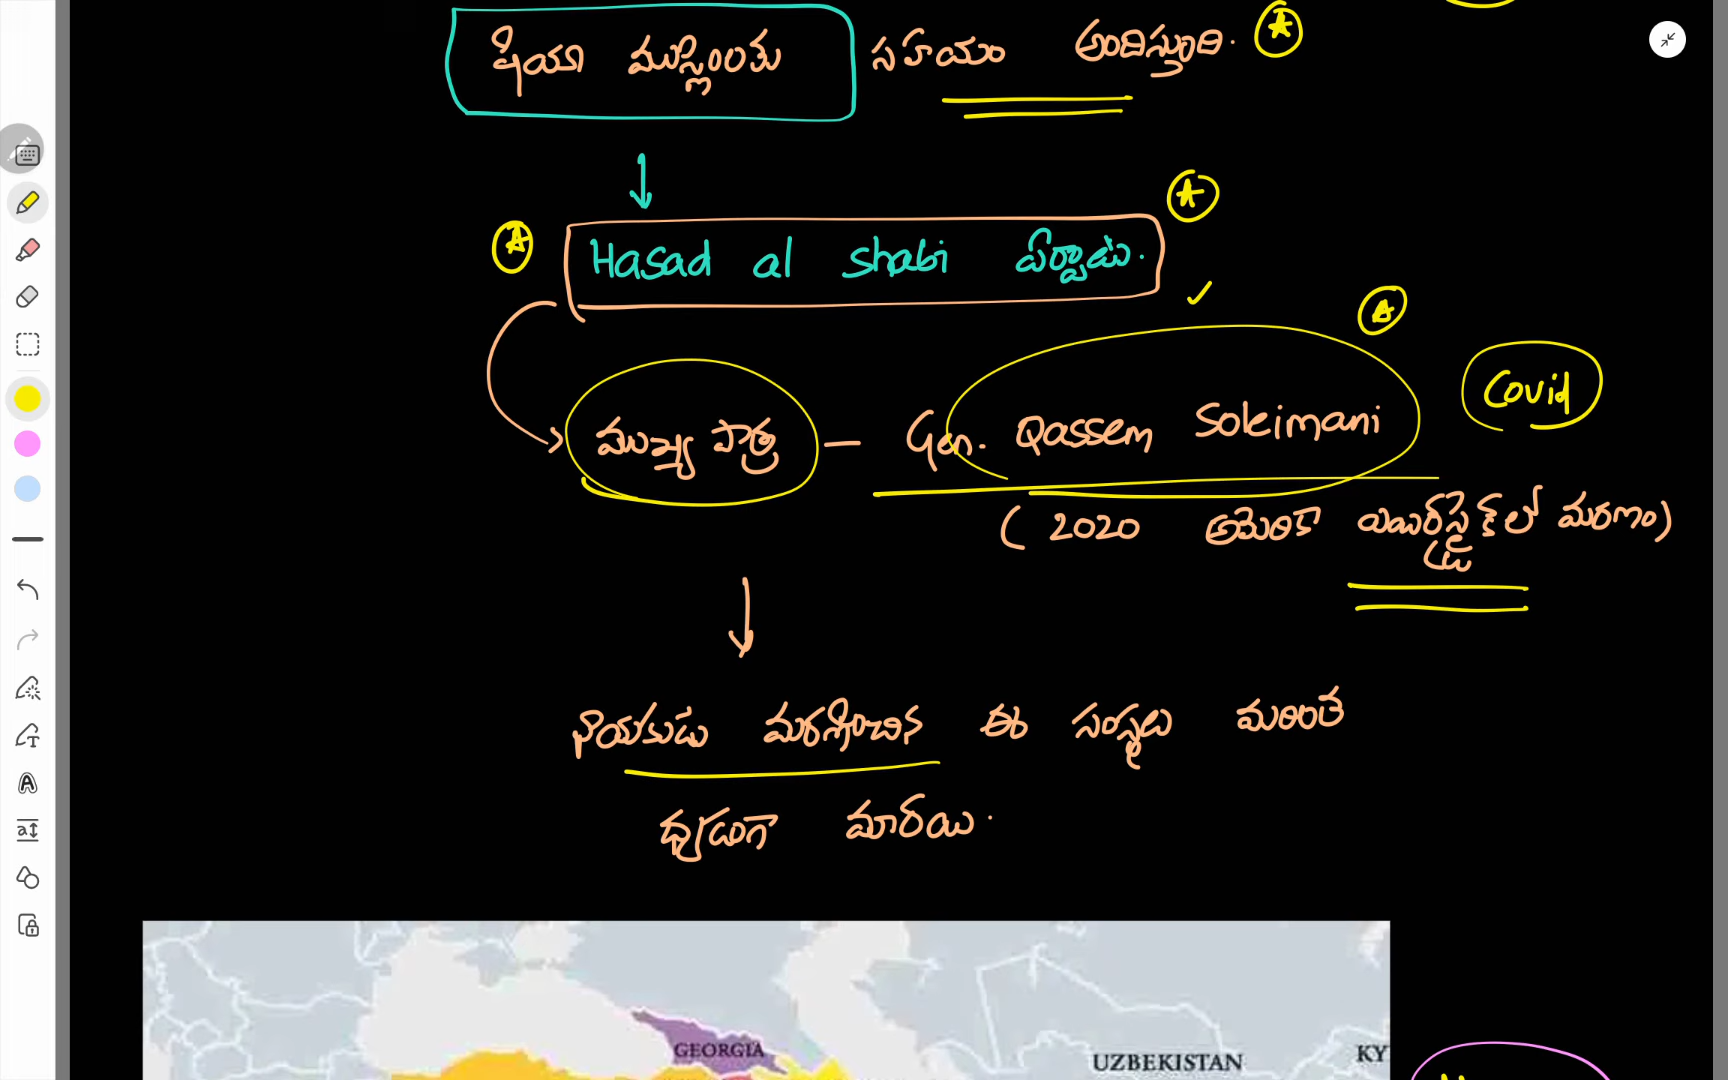 షియా ముస్లింలకు సహయం అందిస్తుంది.
Hasad al shabi ఏర్పాటు.
Covid
ముఖ్య పాత్ర – Gen. Qassem Soleimani
( 2020 అమెరికా ఎయిర్‌స్ట్రైక్‌లో మరణం)
నాయకుడు మరణించిన ఈ సంస్థలు మరింత
ధృడంగా మారాయి.
GEORGIA
UZBEKISTAN
KY